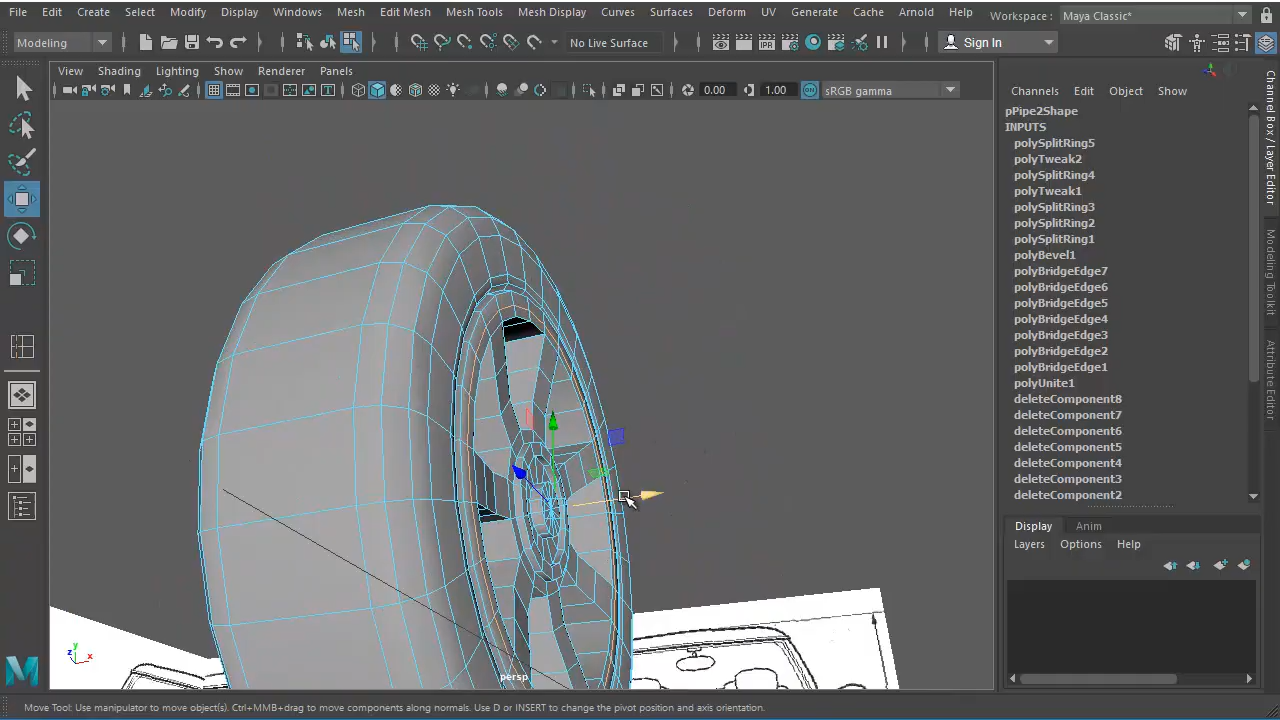 File Edit Create Select Modify Display Windows Mesh Edit Mesh Mesh Tools Mesh Display Curves Surfaces Deform UV Generate Cache Arnold Help Workspace: Maya Classic*
Modeling No Live Surface Sign In
View Shading Lighting Show Renderer Panels
0.00 1.00 ON sRGB gamma
Channels Edit Object Show
pPipe2Shape
INPUTS
polySplitRing5
polyTweak2
polySplitRing4
polyTweak1
polySplitRing3
polySplitRing2
polySplitRing1
polyBevel1
polyBridgeEdge7
polyBridgeEdge6
polyBridgeEdge5
polyBridgeEdge4
polyBridgeEdge3
polyBridgeEdge2
polyBridgeEdge1
polyUnite1
deleteComponent8
deleteComponent7
deleteComponent6
deleteComponent5
deleteComponent4
deleteComponent3
deleteComponent2
Display Anim
Layers Options Help
Channel Box / Layer Editor
Modeling Toolkit
Attribute Editor
y
z x
persp
Move Tool: Use manipulator to move object(s). Ctrl+MMB+drag to move components along normals. Use D or INSERT to change the pivot position and axis orientation.